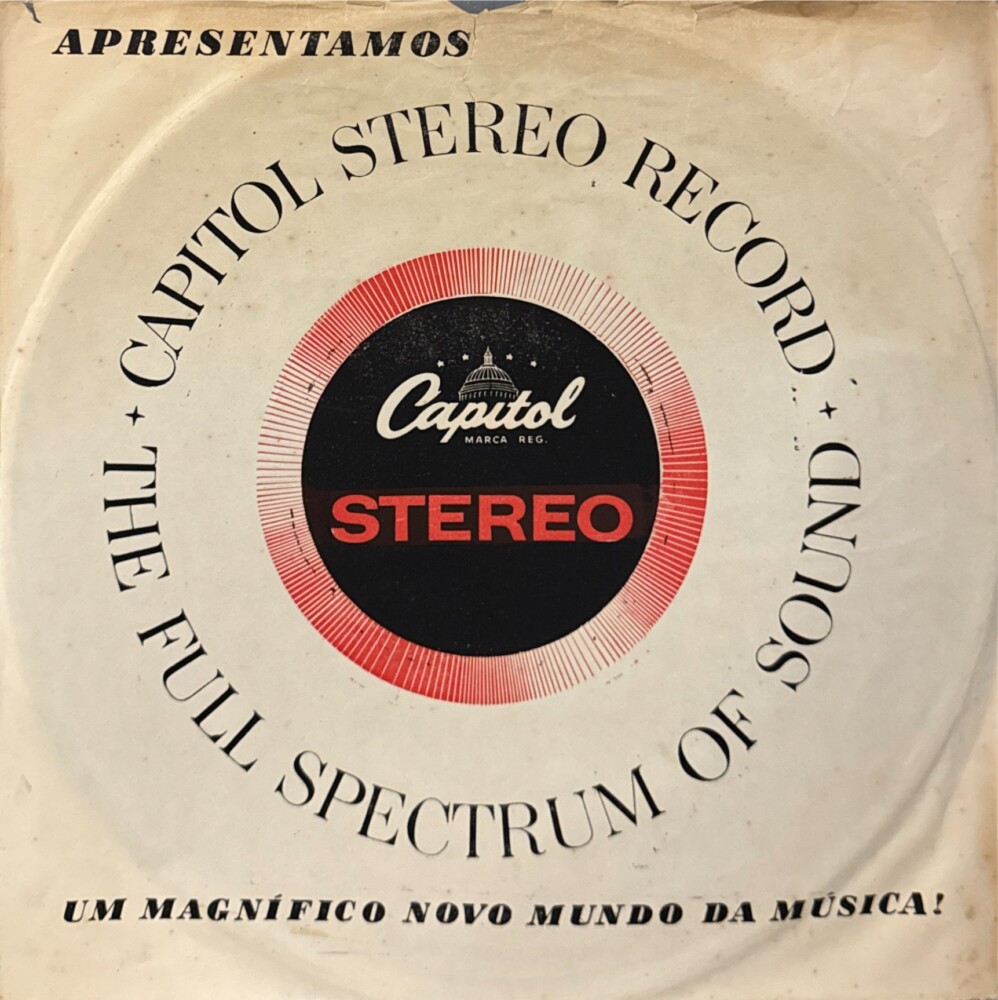 APRESENTAMOS
CAPITOL STEREO RECORD
Capitol
MARCA REG.
STEREO
THE FULL SPECTRUM OF SOUND
UM MAGNÍFICO NOVO MUNDO DA MÚSICA!